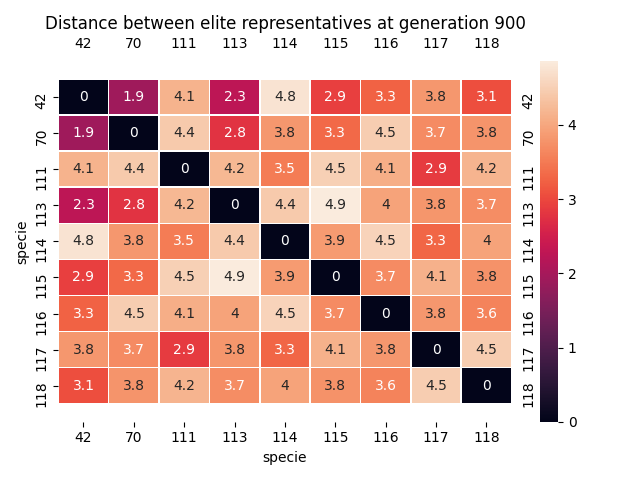 Distance between elite representatives at generation 900
42 70 111 113 114 115 116 117 118
42 0 1.9 4.1 2.3 4.8 2.9 3.3 3.8 3.1 42
70 1.9 0 4.4 2.8 3.8 3.3 4.5 3.7 3.8 70
111 4.1 4.4 0 4.2 3.5 4.5 4.1 2.9 4.2 111
113 2.3 2.8 4.2 0 4.4 4.9 4 3.8 3.7 113
114 4.8 3.8 3.5 4.4 0 3.9 4.5 3.3 4 114
115 2.9 3.3 4.5 4.9 3.9 0 3.7 4.1 3.8 115
116 3.3 4.5 4.1 4 4.5 3.7 0 3.8 3.6 116
117 3.8 3.7 2.9 3.8 3.3 4.1 3.8 0 4.5 117
118 3.1 3.8 4.2 3.7 4 3.8 3.6 4.5 0 118
42 70 111 113 114 115 116 117 118
specie
specie
4
3
2
1
0